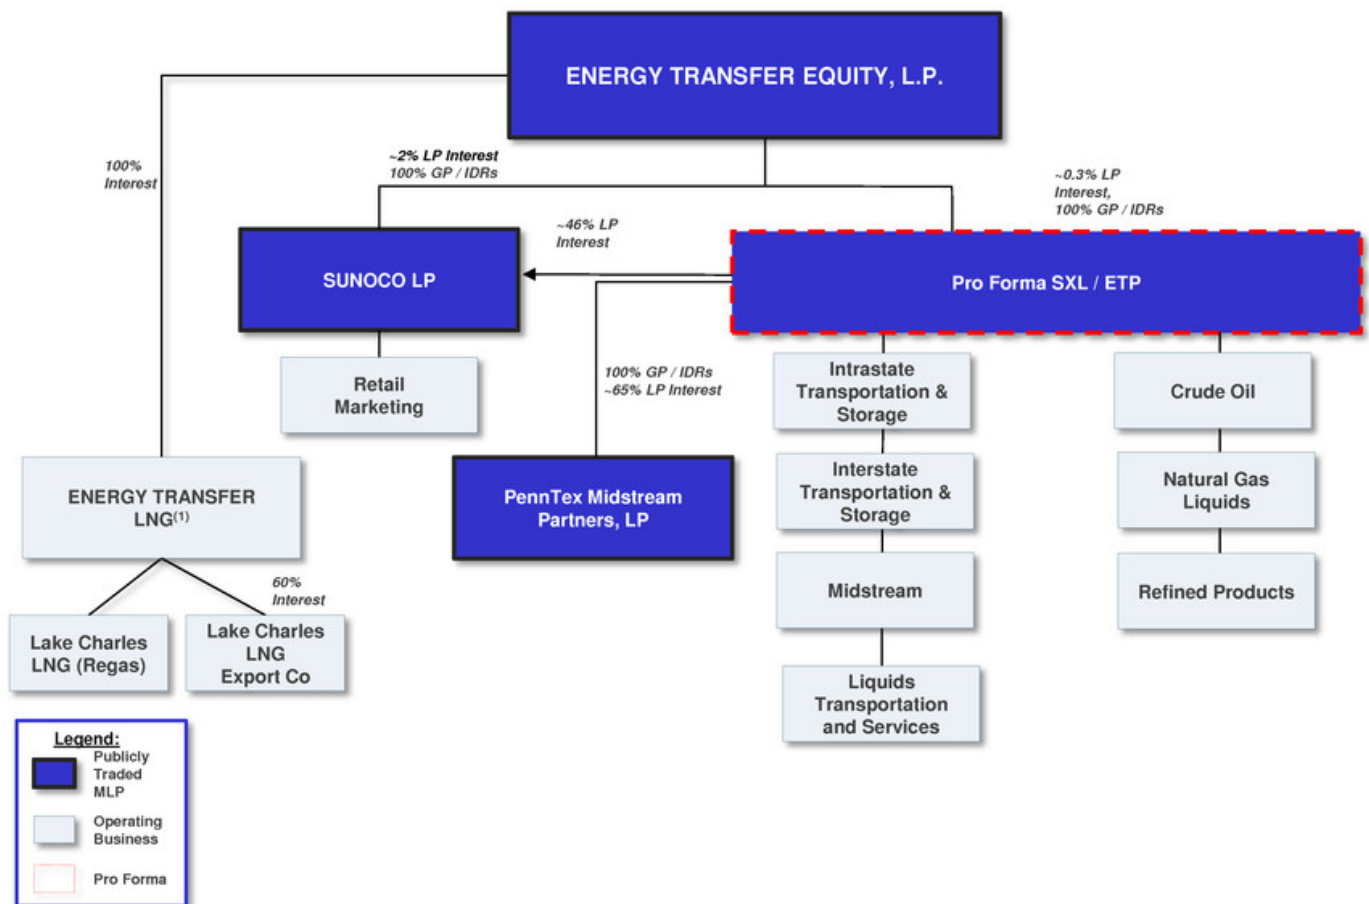 ENERGY TRANSFER EQUITY, L.P.
100%
Interest
~2% LP Interest
100% GP / IDRs
~0.3% LP
Interest,
100% GP / IDRs
~46% LP
Interest
SUNOCO LP
Pro Forma SXL / ETP
Retail
Marketing
100% GP / IDRs
~65% LP Interest
Intrastate
Transportation &
Storage
Crude Oil
ENERGY TRANSFER
LNG(1)
PennTex Midstream
Partners, LP
Interstate
Transportation &
Storage
Natural Gas
Liquids
60%
Interest
Midstream
Refined Products
Lake Charles
LNG (Regas)
Lake Charles
LNG
Export Co
Liquids
Transportation
and Services
Legend:
Publicly
Traded
MLP
Operating
Business
Pro Forma